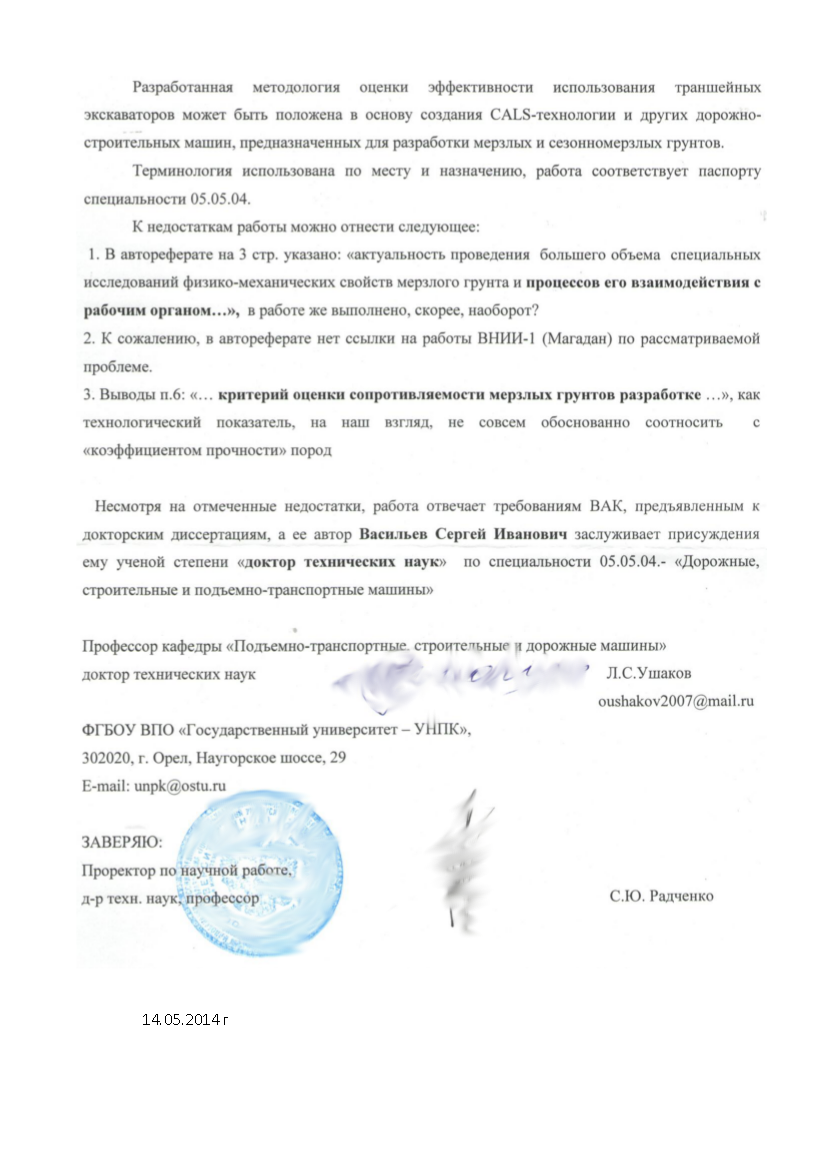 Разработанная методология оценки эффективности использования траншейных
экскаваторов может быть положена в основу создания CALS-технологии и других дорожно-
строительных машин, предназначенных для разработки мерзлых и сезонномерзлых грунтов.
Терминология использована по месту и назначению, работа соответствует паспорту
специальности 05.05.04.
К недостаткам работы можно отнести следующее:
1. В автореферате на 3 стр. указано: «актуальность проведения большего объема специальных
исследований физико-механических свойств мерзлого грунта и процессов его взаимодействия с
рабочим органом…», в работе же выполнено, скорее, наоборот?
2. К сожалению, в автореферате нет ссылки на работы ВНИИ-1 (Магадан) по рассматриваемой
проблеме.
3. Выводы п.6: «… критерий оценки сопротивляемости мерзлых грунтов разработке …», как
технологический показатель, на наш взгляд, не совсем обоснованно соотносить с
«коэффициентом прочности» пород
Несмотря на отмеченные недостатки, работа отвечает требованиям ВАК, предъявленным к
докторским диссертациям, а ее автор Васильев Сергей Иванович заслуживает присуждения
ему ученой степени «доктор технических наук» по специальности 05.05.04.- «Дорожные,
строительные и подъемно-транспортные машины»
Профессор кафедры «Подъемно-транспортные, строительные и дорожные машины»
доктор технических наук Л.С.Ушаков
oushakov2007@mail.ru
ФГБОУ ВПО «Государственный университет – УНПК»,
302020, г. Орел, Наугорское шоссе, 29
E-mail: unpk@ostu.ru
ЗАВЕРЯЮ:
Проректор по научной работе,
д-р техн. наук, профессор С.Ю. Радченко
14.05.2014 г